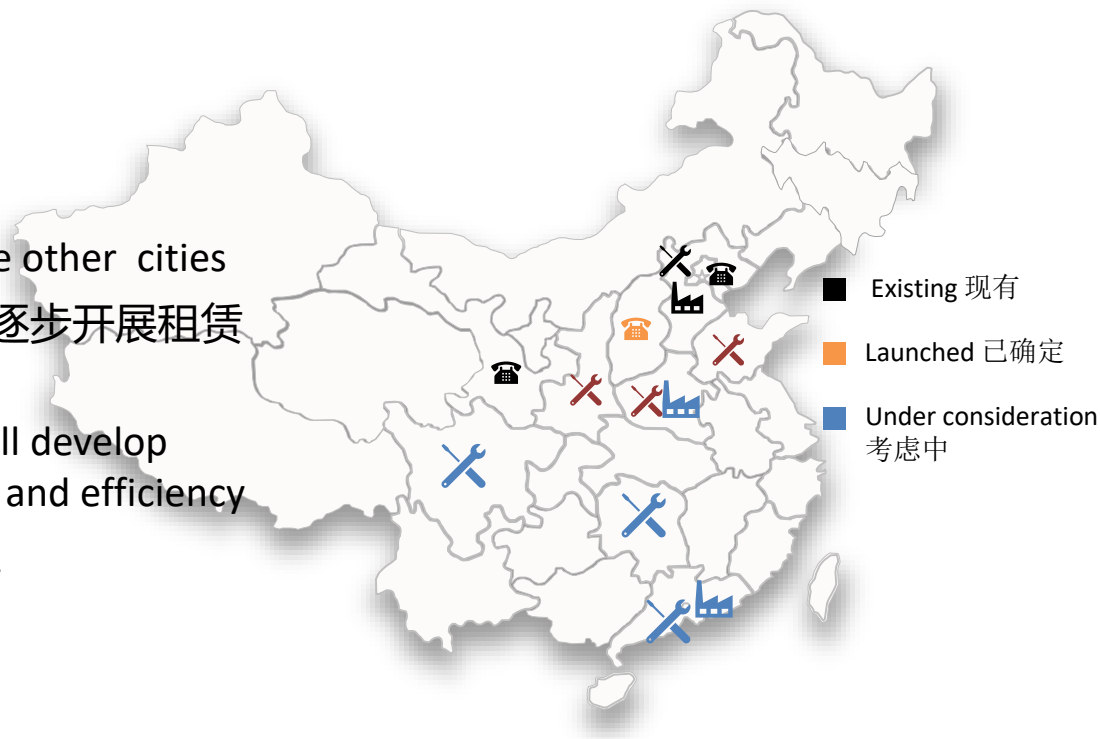 e other cities
逐步开展租赁
ll develop
and efficiency
Existing 现有
Launched 已确定
Under consideration
考虑中